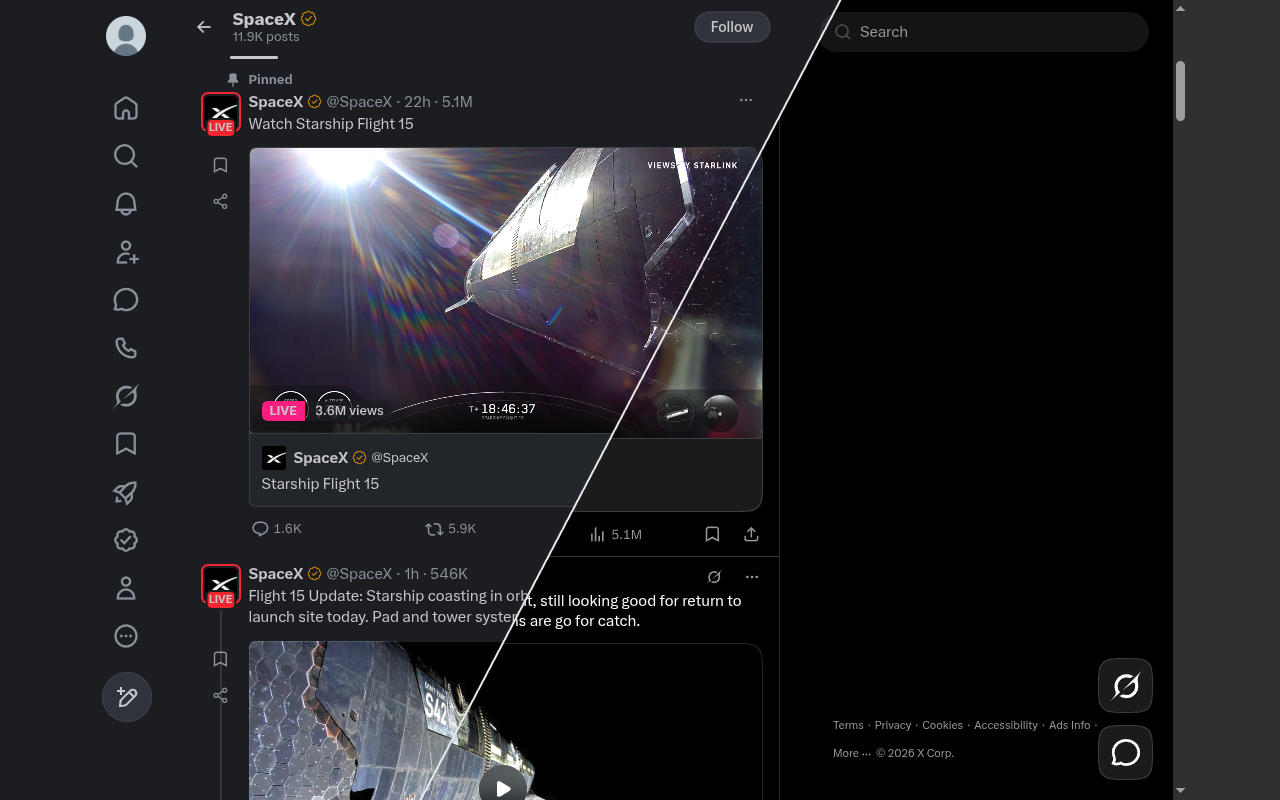 SpaceX
11.9K posts
Follow
Search
Pinned
SpaceX @SpaceX · 22h · 5.1M
LIVE
Watch Starship Flight 15
VIEWS BY STARLINK
LIVE 3.6M views
T+ 18:46:37
STARSHIP FLIGHT 15
SpaceX @SpaceX
Starship Flight 15
1.6K 5.9K 5.1M
SpaceX @SpaceX · 1h · 546K
LIVE
Flight 15 Update: Starship coasting in orbit, still looking good for return to
launch site today. Pad and tower systems are go for catch.
S42
Terms · Privacy · Cookies · Accessibility · Ads Info ·
More ··· © 2026 X Corp.